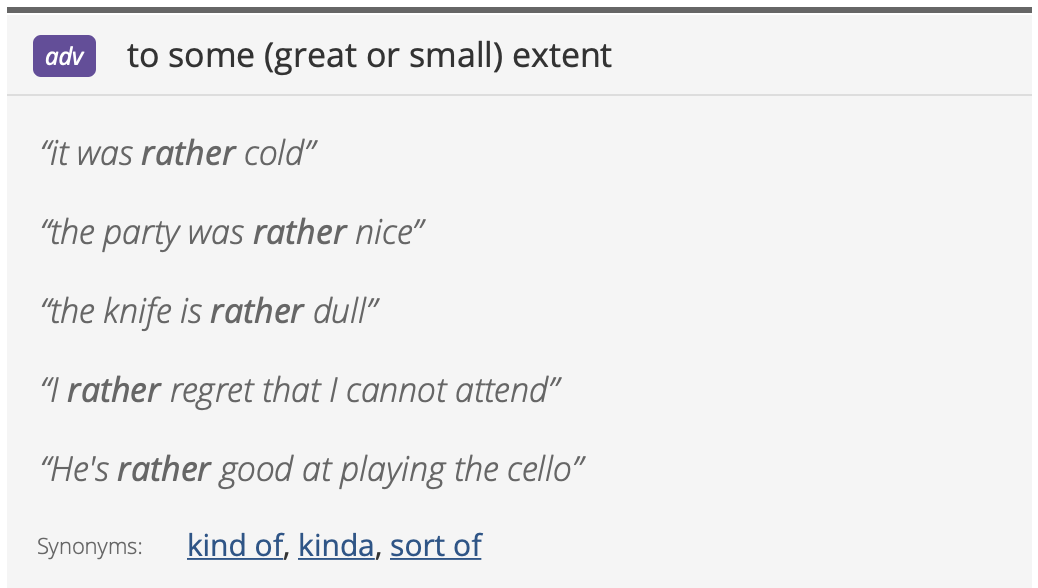 adv to some (great or small) extent
“it was rather cold”
“the party was rather nice”
“the knife is rather dull”
“I rather regret that I cannot attend”
“He's rather good at playing the cello”
Synonyms: kind of, kinda, sort of